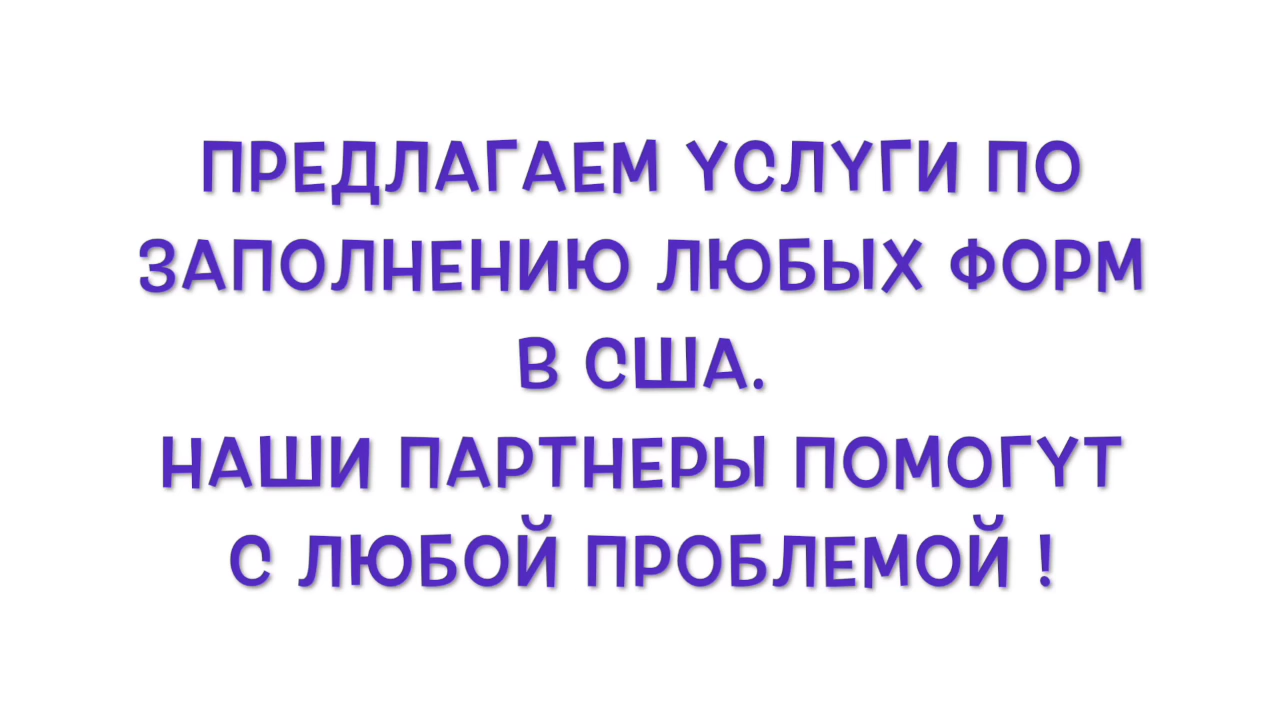 ПРЕДЛАГАЕМ УСЛУГИ ПО
ЗАПОЛНЕНИЮ ЛЮБЫХ ФОРМ
В США.
НАШИ ПАРТНЕРЫ ПОМОГУТ
С ЛЮБОЙ ПРОБЛЕМОЙ !